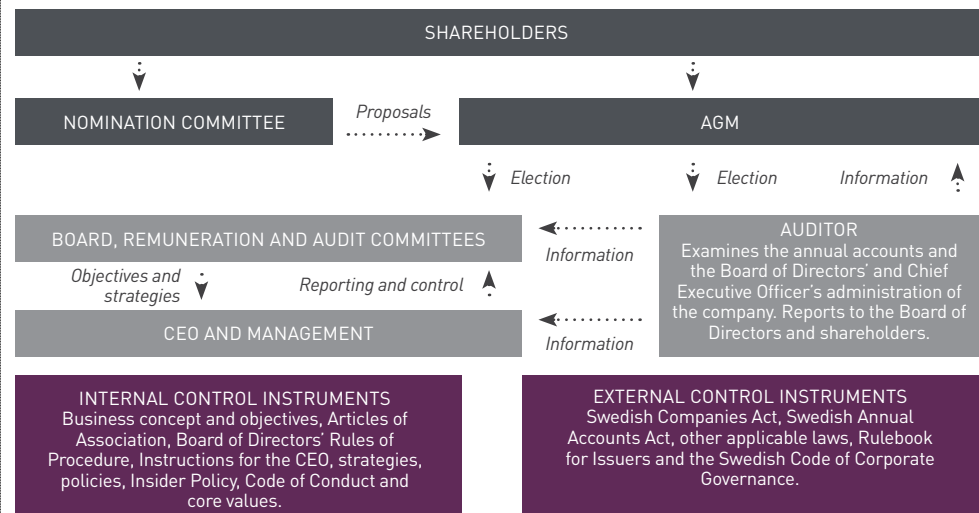 SHAREHOLDERS
NOMINATION COMMITTEE
Proposals
AGM
Election
Election
Information
BOARD, REMUNERATION AND AUDIT COMMITTEES
Information
AUDITOR
Examines the annual accounts and
the Board of Directors' and Chief
Executive Officer's administration of
the company. Reports to the Board of
Directors and shareholders.
Objectives and
strategies
Reporting and control
CEO AND MANAGEMENT
Information
INTERNAL CONTROL INSTRUMENTS
Business concept and objectives, Articles of
Association, Board of Directors' Rules of
Procedure, Instructions for the CEO, strategies,
policies, Insider Policy, Code of Conduct and
core values.
EXTERNAL CONTROL INSTRUMENTS
Swedish Companies Act, Swedish Annual
Accounts Act, other applicable laws, Rulebook
for Issuers and the Swedish Code of Corporate
Governance.